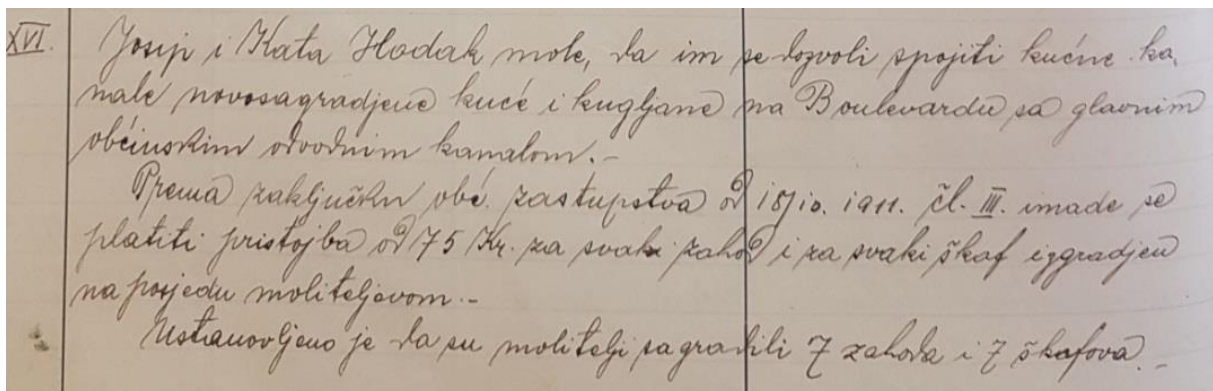 XVI. Josip i Kata Hodak mole, da im se dozvoli spojiti kućne ka,
nale novosagradjene kuće i kugljane na Boulevardu sa glavnim
občinskim odvodnim kanalom.-
Prema zaključku obć. zastupstva od 18/10. 1911. čl. III. imade se
platiti pristojba od 75 Kr. za svaki zahod i za svaki škaf izgradjen
na posjedu moliteljevom.-
Ustanovljeno je da su molitelji sagradili 7 zahoda i 7 škafova.-